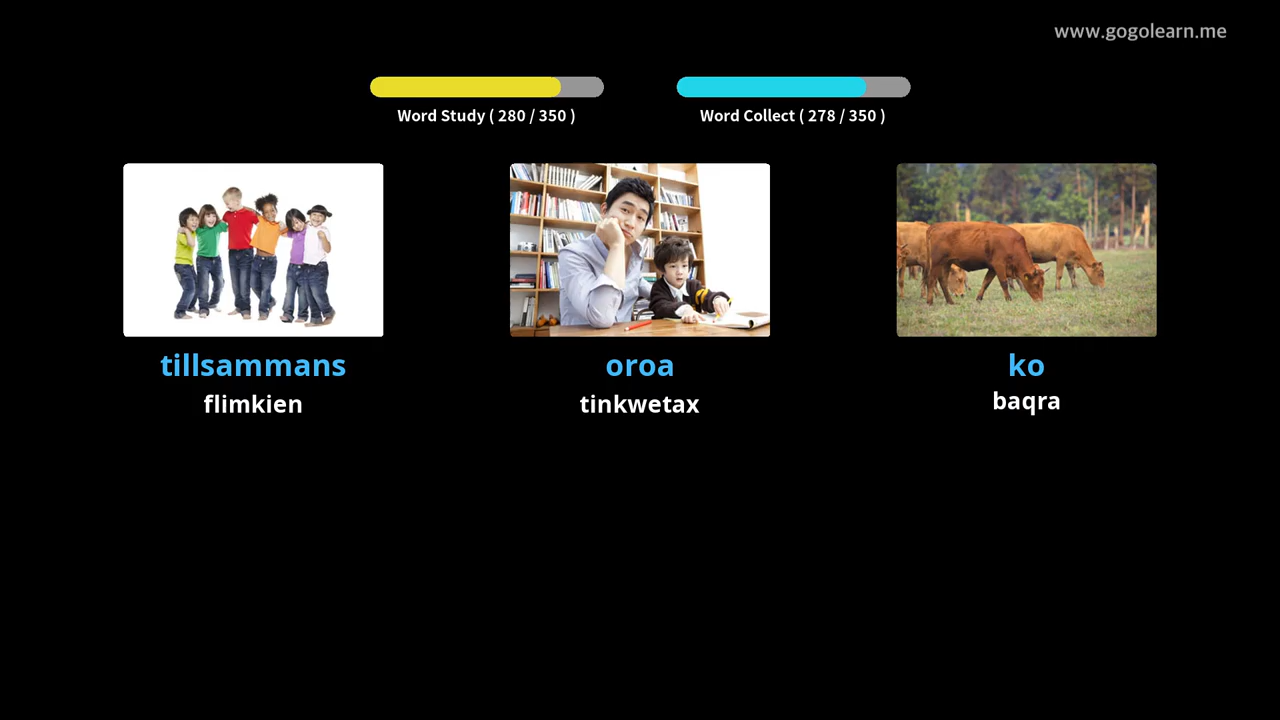 www.gogolearn.me
Word Study ( 280 / 350 )
Word Collect ( 278 / 350 )
tillsammans
flimkien
oroa
tinkwetax
ko
baqra